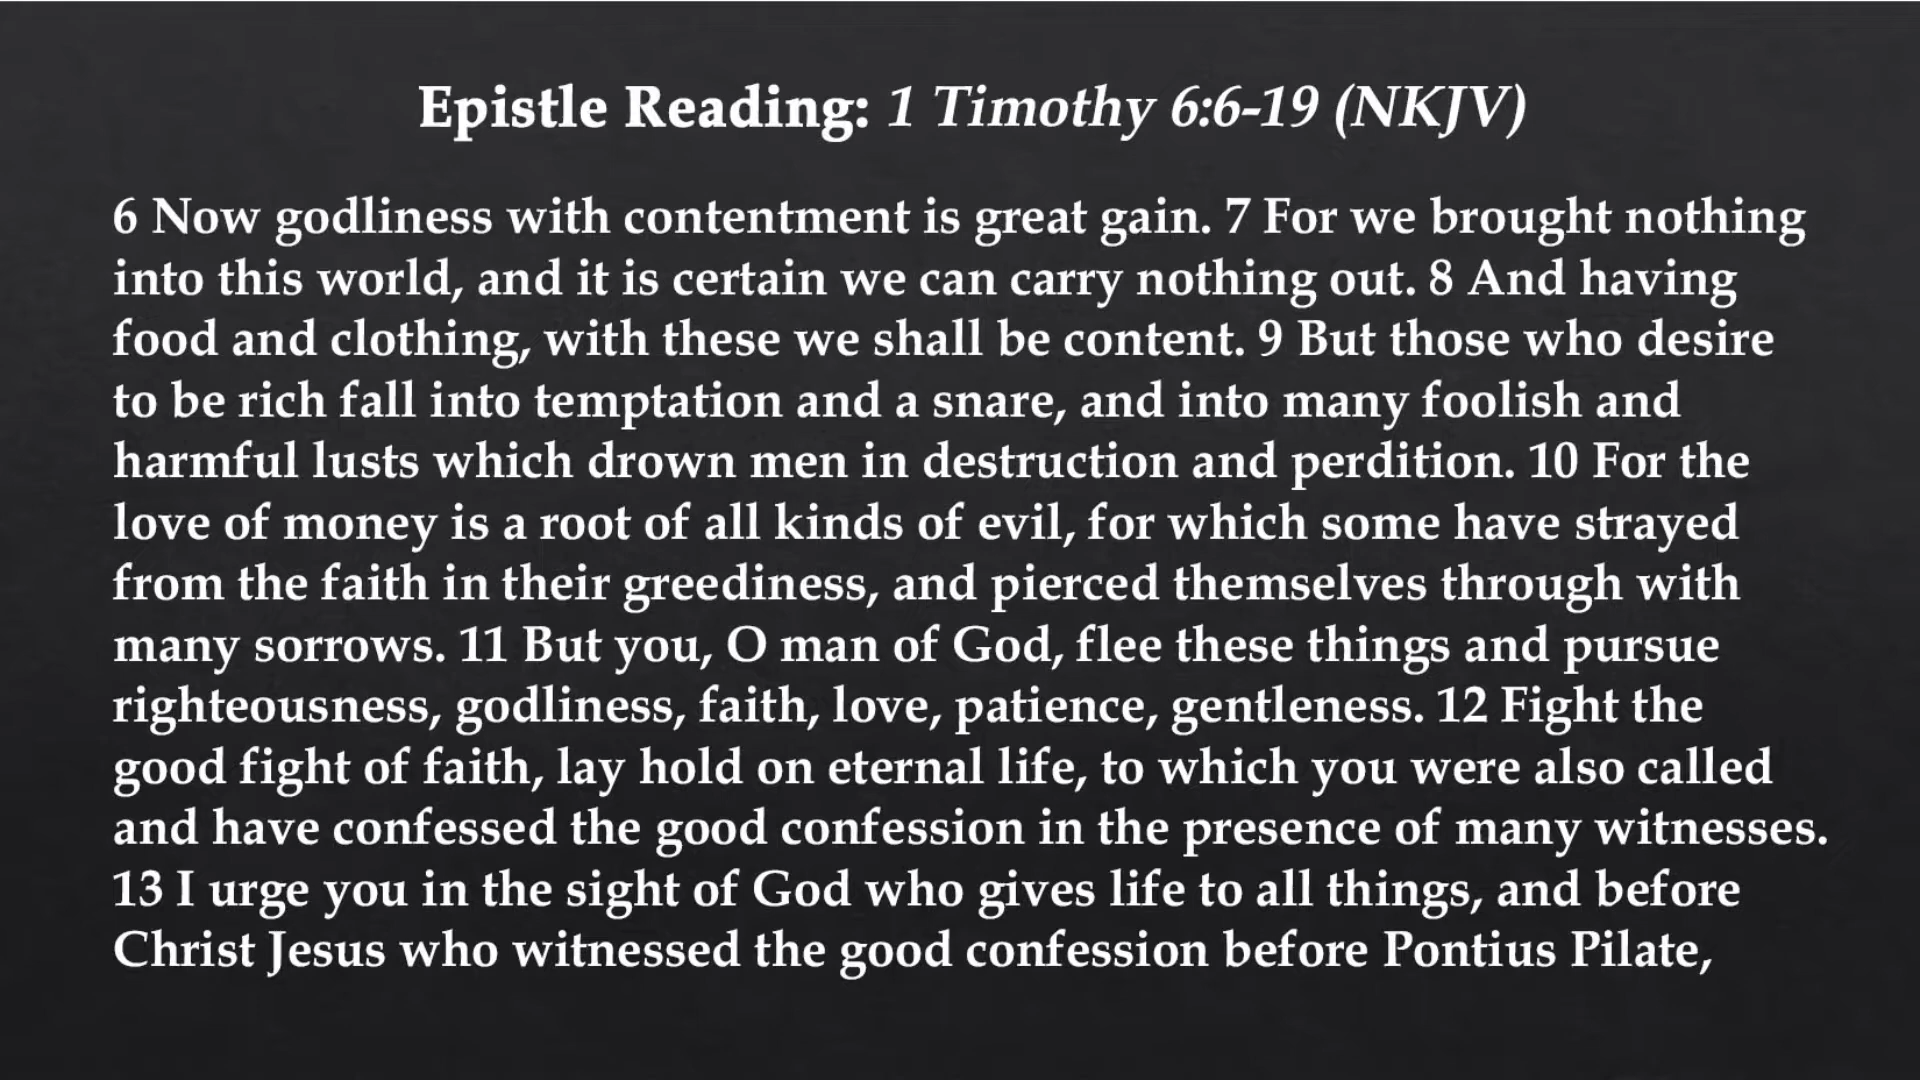 Epistle Reading: 1 Timothy 6:6-19 (NKJV)
6 Now godliness with contentment is great gain. 7 For we brought nothing
into this world, and it is certain we can carry nothing out. 8 And having
food and clothing, with these we shall be content. 9 But those who desire
to be rich fall into temptation and a snare, and into many foolish and
harmful lusts which drown men in destruction and perdition. 10 For the
love of money is a root of all kinds of evil, for which some have strayed
from the faith in their greediness, and pierced themselves through with
many sorrows. 11 But you, O man of God, flee these things and pursue
righteousness, godliness, faith, love, patience, gentleness. 12 Fight the
good fight of faith, lay hold on eternal life, to which you were also called
and have confessed the good confession in the presence of many witnesses.
13 I urge you in the sight of God who gives life to all things, and before
Christ Jesus who witnessed the good confession before Pontius Pilate,